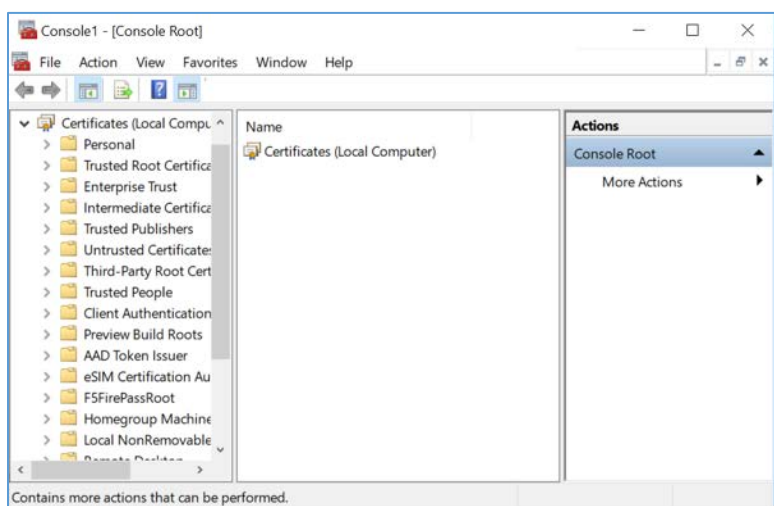 Console1 - [Console Root]
File Action View Favorites Window Help
Certificates (Local Compu
Personal
Trusted Root Certifica
Enterprise Trust
Intermediate Certifica
Trusted Publishers
Untrusted Certificates
Third-Party Root Cert
Trusted People
Client Authentication
Preview Build Roots
AAD Token Issuer
eSIM Certification Au
F5FirePassRoot
Homegroup Machine
Local NonRemovable
Remote Desktop
Name
Certificates (Local Computer)
Actions
Console Root
More Actions
Contains more actions that can be performed.